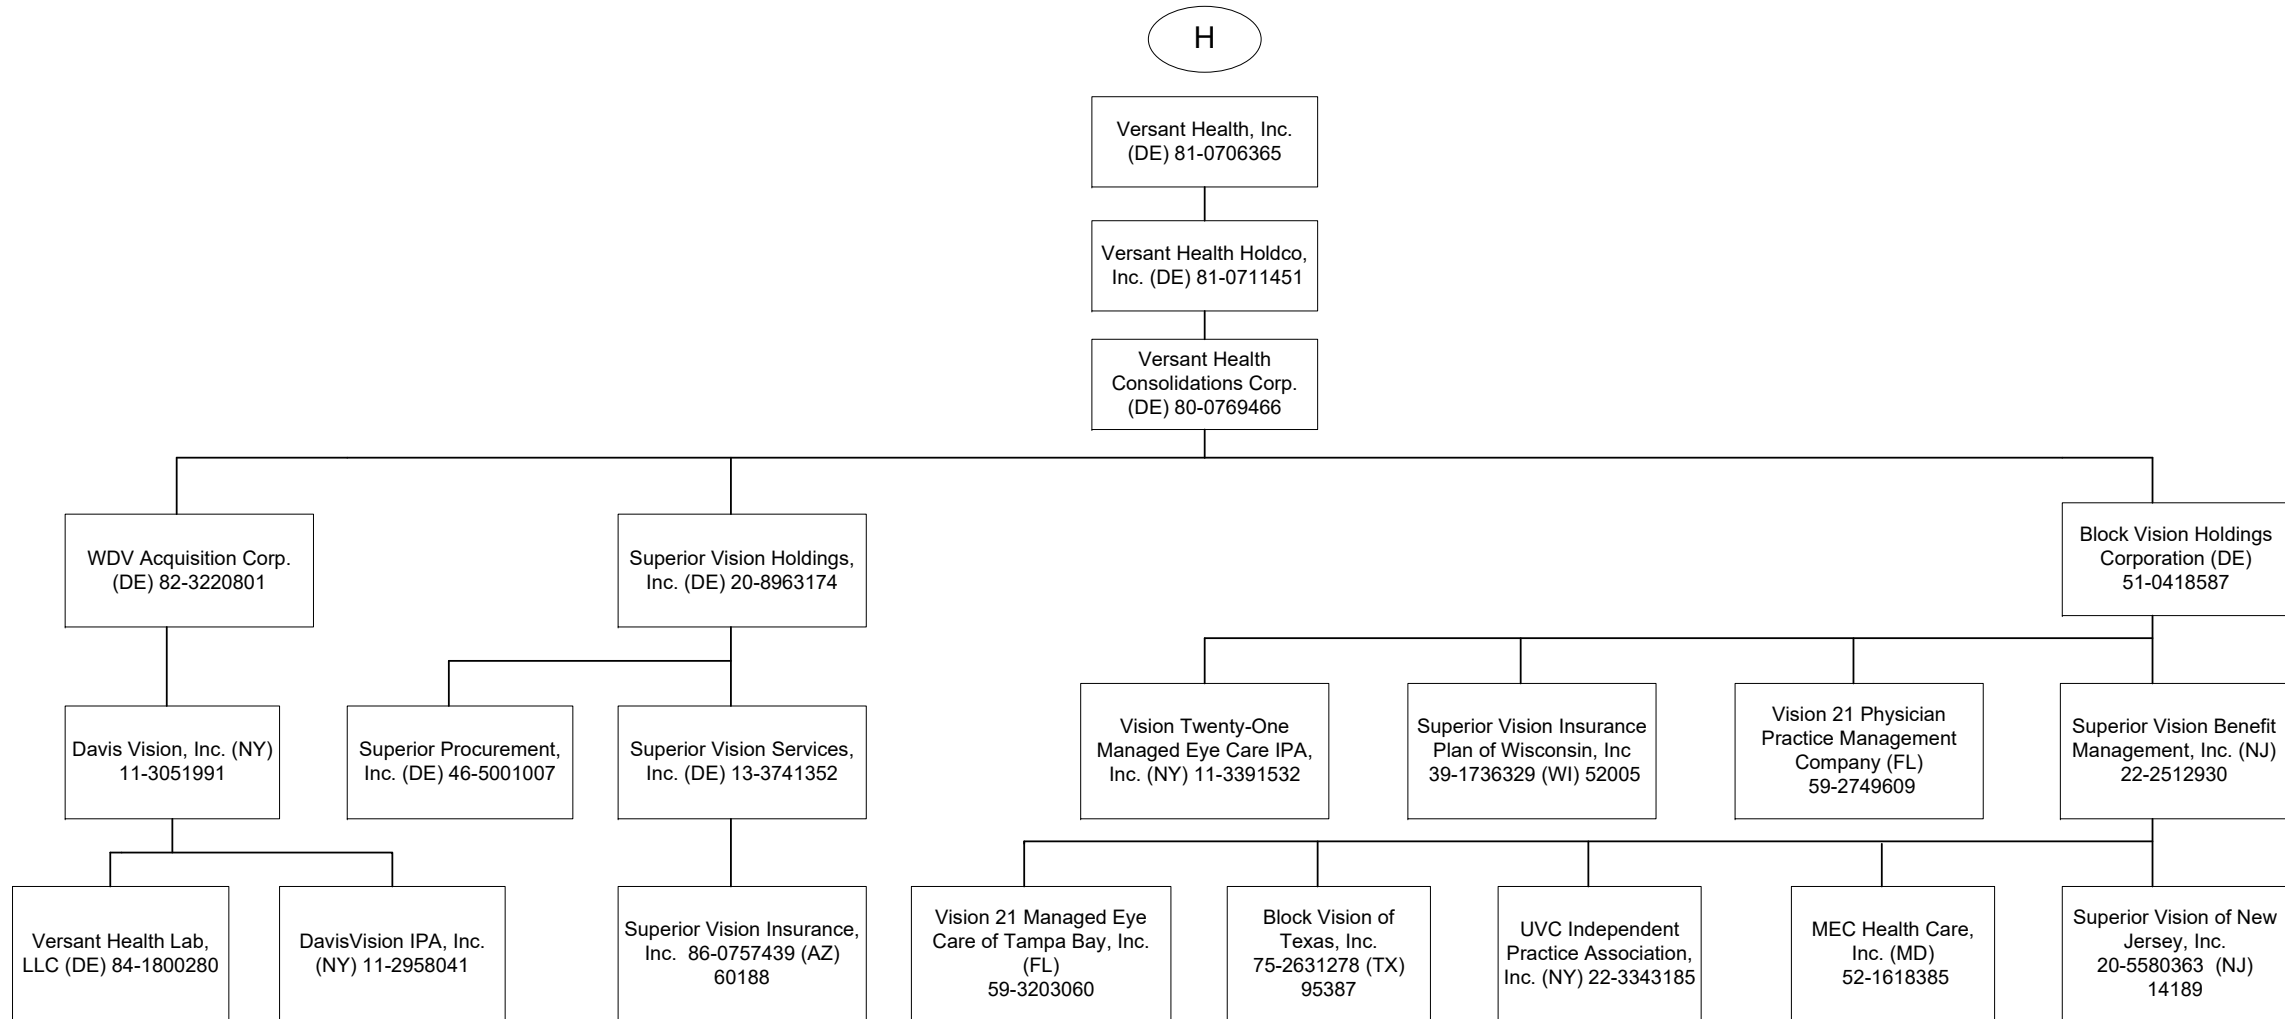 H
Versant Health, Inc.
(DE) 81-0706365
Versant Health Holdco,
Inc. (DE) 81-0711451
Versant Health
Consolidations Corp.
(DE) 80-0769466
WDV Acquisition Corp.
(DE) 82-3220801
Superior Vision Holdings,
Inc. (DE) 20-8963174
Block Vision Holdings
Corporation (DE)
51-0418587
Davis Vision, Inc. (NY)
11-3051991
Superior Procurement,
Inc. (DE) 46-5001007
Superior Vision Services,
Inc. (DE) 13-3741352
Vision Twenty-One
Managed Eye Care IPA,
Inc. (NY) 11-3391532
Superior Vision Insurance
Plan of Wisconsin, Inc
39-1736329 (WI) 52005
Vision 21 Physician
Practice Management
Company (FL)
59-2749609
Superior Vision Benefit
Management, Inc. (NJ)
22-2512930
Versant Health Lab,
LLC (DE) 84-1800280
DavisVision IPA, Inc.
(NY) 11-2958041
Superior Vision Insurance,
Inc. 86-0757439 (AZ)
60188
Vision 21 Managed Eye
Care of Tampa Bay, Inc.
(FL)
59-3203060
Block Vision of
Texas, Inc.
75-2631278 (TX)
95387
UVC Independent
Practice Association,
Inc. (NY) 22-3343185
MEC Health Care,
Inc. (MD)
52-1618385
Superior Vision of New
Jersey, Inc.
20-5580363 (NJ)
14189